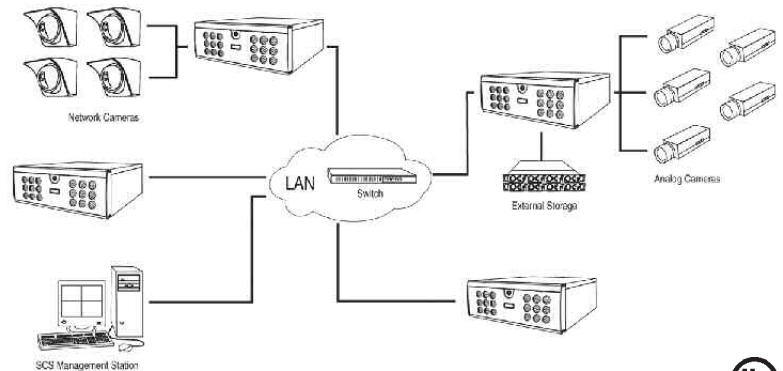 Network Cameras
LAN
Switch
External Storage
Analog Cameras
SCS Management Station